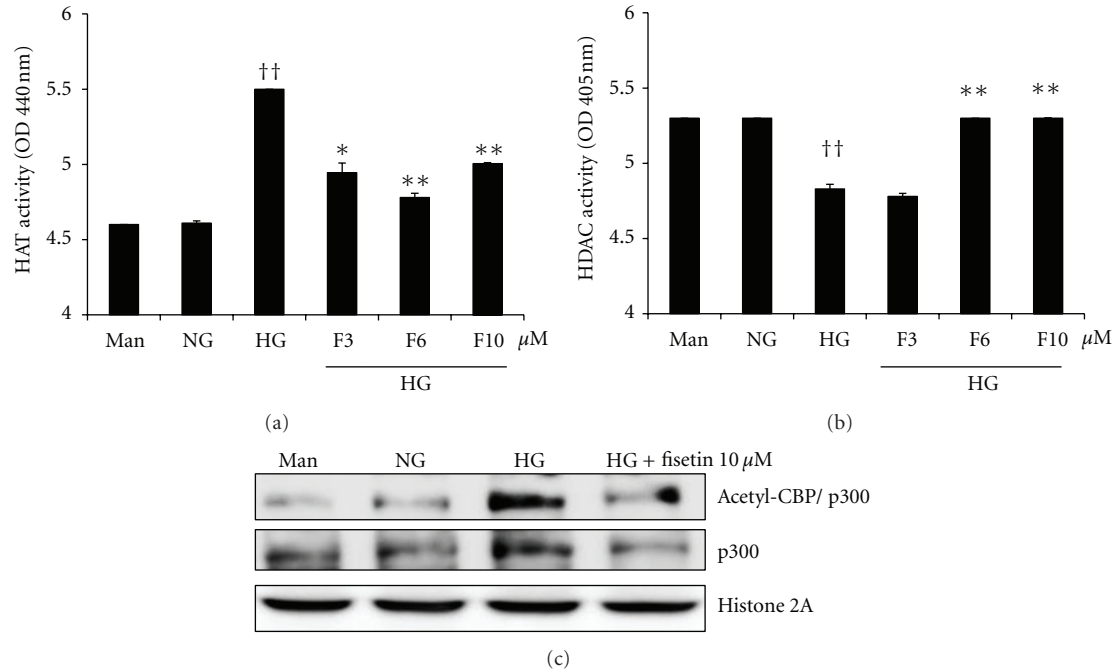 6
5.5
5
4.5
4
HAT activity (OD 440 nm)
††
*
**
**
Man NG HG F3 F6 F10 μM
HG
(a)
6
5.5
5
4.5
4
HDAC activity (OD 405 nm)
††
**
**
Man NG HG F3 F6 F10 μM
HG
(b)
Man NG HG HG + fisetin 10 μM
Acetyl-CBP/ p300
p300
Histone 2A
(c)